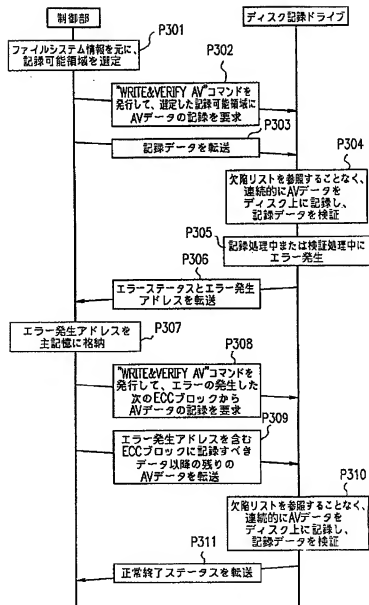 制御部
ディスク記録ドライブ
P301
ファイルシステム情報を元に、
記録可能領域を選定
P302
"WRITE&VERIFY AV"コマンドを
発行して、選定した記録可能領域に
AVデータの記録を要求
P303
記録データを転送
P304
欠陥リストを参照することなく、
連続的にAVデータを
ディスク上に記録し、
記録データを検証
P305
記録処理中または検証処理中に
エラー発生
P306
エラーステータスとエラー発生
アドレスを転送
P307
エラー発生アドレスを
主記憶に格納
P308
"WRITE&VERIFY AV"コマンド
を発行して、エラーの発生した
次のECCブロックから
AVデータの記録を要求
P309
エラー発生アドレスを含む
ECCブロックに記録すべき
データ以降の残りの
AVデータを転送
P310
欠陥リストを参照することなく、
連続的にAVデータを
ディスク上に記録し、
記録データを検証
P311
正常終了ステータスを転送